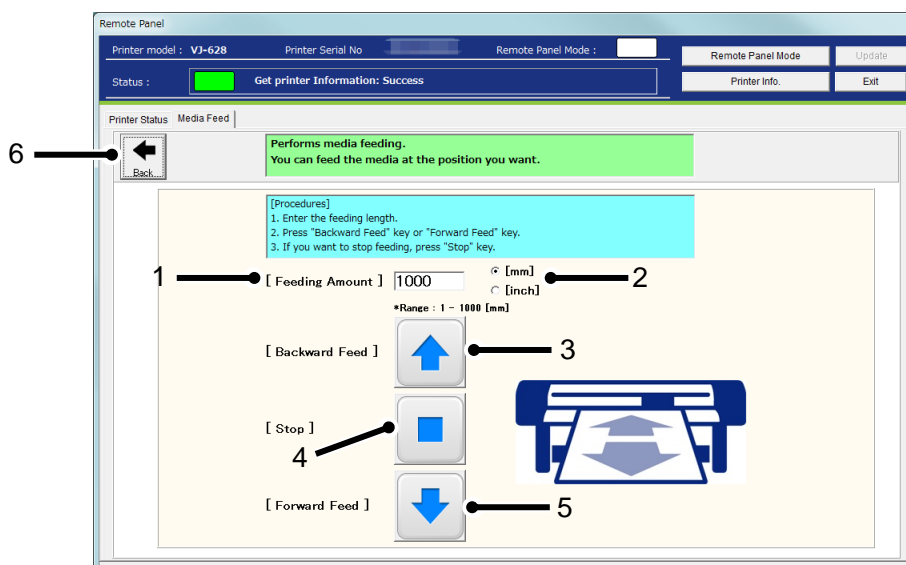 Remote Panel
Printer model : VJ-628 Printer Serial No Remote Panel Mode :
Remote Panel Mode Update
Status : Get printer Information: Success
Printer Info. Exit
Printer Status Media Feed
6
Back
Performs media feeding.
You can feed the media at the position you want.
[Procedures]
1. Enter the feeding length.
2. Press "Backward Feed" key or "Forward Feed" key.
3. If you want to stop feeding, press "Stop" key.
1 [ Feeding Amount ] 1000 [mm] 2
[inch]
*Range : 1 - 1000 [mm]
[ Backward Feed ] 3
[ Stop ]
4
[ Forward Feed ] 5